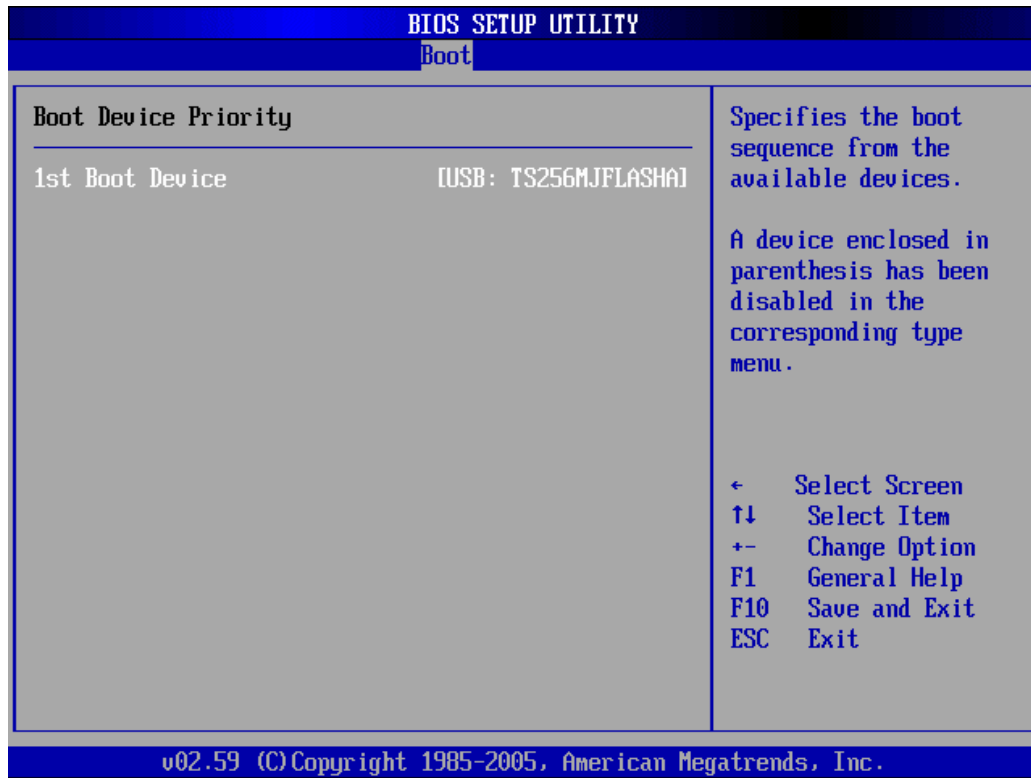 BIOS SETUP UTILITY
Boot
Boot Device Priority
1st Boot Device [USB: TS256MJFLASHA]
Specifies the boot
sequence from the
available devices.
A device enclosed in
parenthesis has been
disabled in the
corresponding type
menu.
← Select Screen
↑↓ Select Item
+- Change Option
F1 General Help
F10 Save and Exit
ESC Exit
v02.59 (C)Copyright 1985-2005, American Megatrends, Inc.